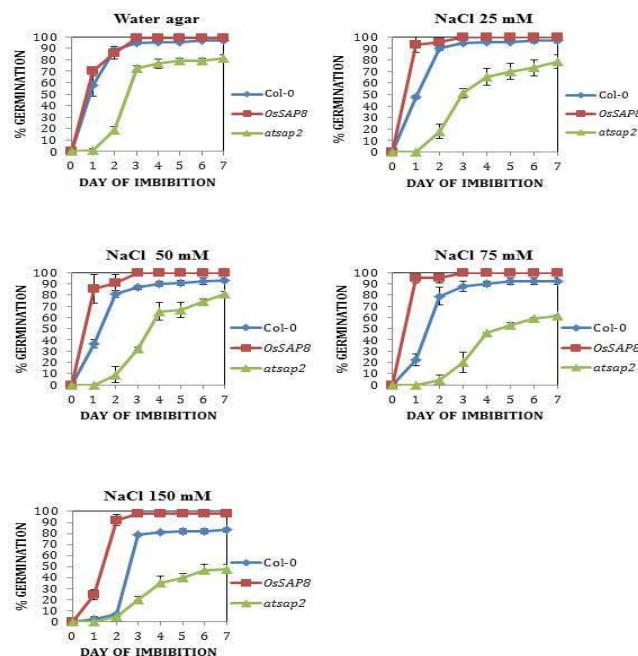 Water agar
% GERMINATION
100
90
80
70
60
50
40
30
20
10
0
0 1 2 3 4 5 6 7
DAY OF IMBIBITION
Col-0
OsSAP8
atsap2
NaCl 25 mM
% GERMINATION
100
90
80
70
60
50
40
30
20
10
0
0 1 2 3 4 5 6 7
DAY OF IMBIBITION
Col-0
OsSAP8
atsap2
NaCl 50 mM
% GERMINATION
100
90
80
70
60
50
40
30
20
10
0
0 1 2 3 4 5 6 7
DAY OF IMBIBITION
Col-0
OsSAP8
atsap2
NaCl 75 mM
% GERMINATION
100
90
80
70
60
50
40
30
20
10
0
0 1 2 3 4 5 6 7
DAY OF IMBIBITION
Col-0
OsSAP8
atsap2
NaCl 150 mM
% GERMINATION
100
90
80
70
60
50
40
30
20
10
0
0 1 2 3 4 5 6 7
DAY OF IMBIBITION
Col-0
OsSAP8
atsap2